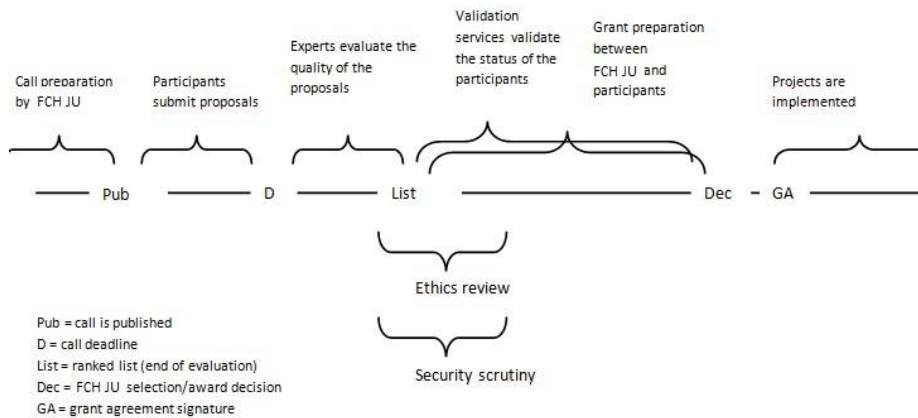 Call preparation
by FCH JU
Participants
submit proposals
Experts evaluate the
quality of the
proposals
Validation
services validate
the status of the
participants
Grant preparation
between
FCH JU and
participants
Projects are
implemented
Pub
D
List
Dec
GA
Ethics review
Security scrutiny
Pub = call is published
D = call deadline
List = ranked list (end of evaluation)
Dec = FCH JU selection/award decision
GA = grant agreement signature